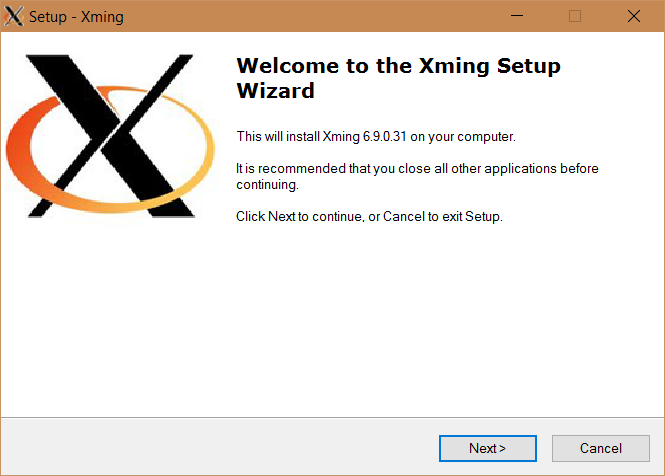 Setup - Xming
Welcome to the Xming Setup
Wizard
This will install Xming 6.9.0.31 on your computer.
It is recommended that you close all other applications before
continuing.
Click Next to continue, or Cancel to exit Setup.
Next >
Cancel